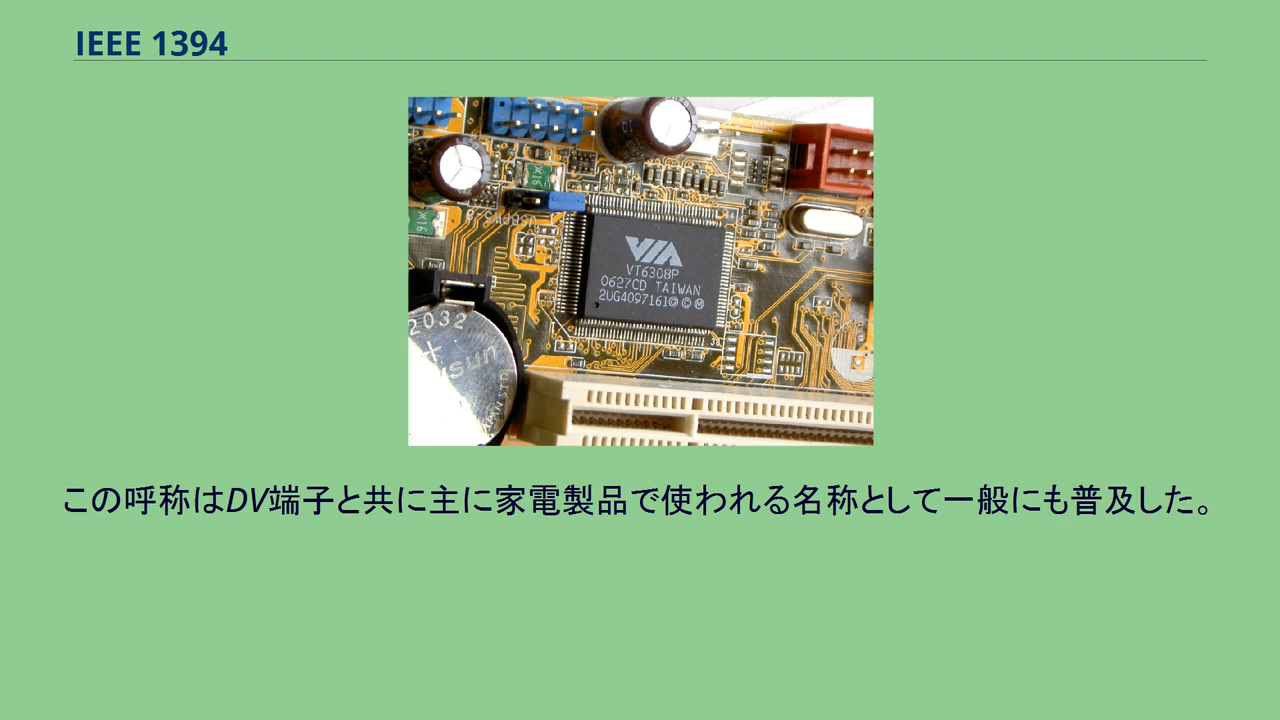 IEEE 1394
VIA
VT6308P
0627CD TAIWAN
2UG4097161
2032
この呼称はDV端子と共に主に家電製品で使われる名称として一般にも普及した。